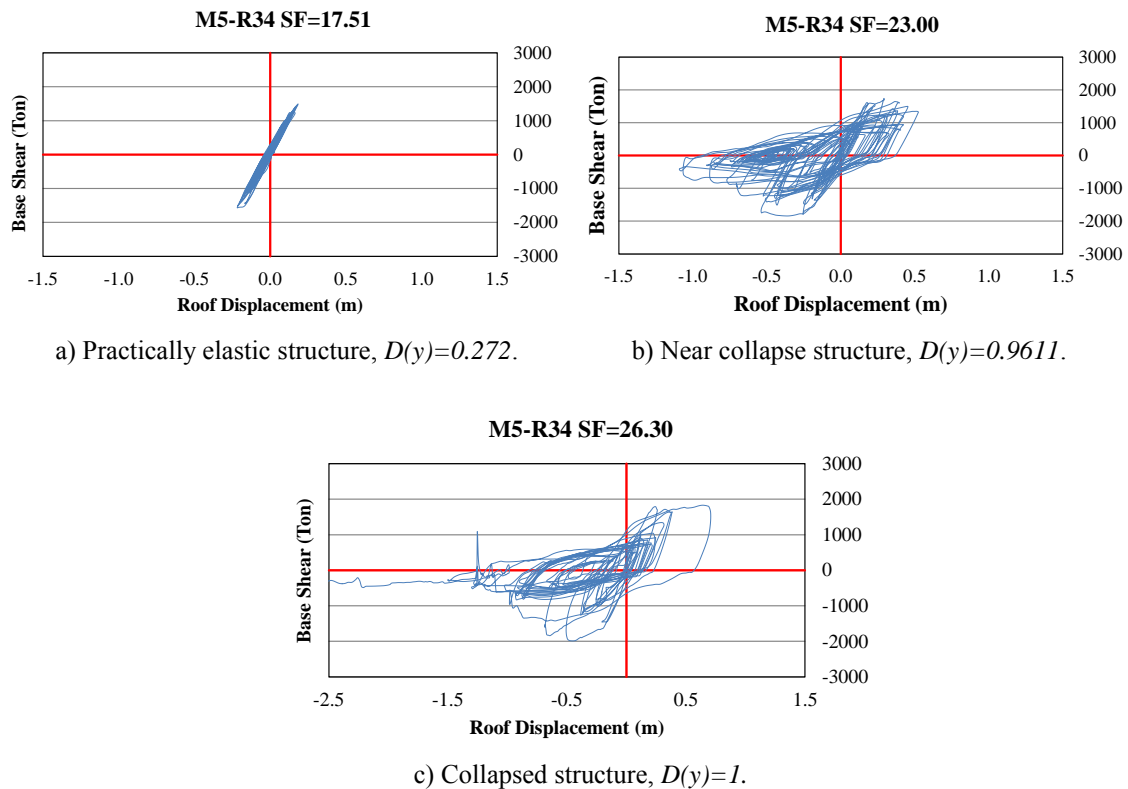 M5-R34 SF=17.51
3000
2000
1000
0
-1000
-2000
-3000
-1.5 -1.0 -0.5 0.0 0.5 1.0 1.5
Base Shear (Ton)
Roof Displacement (m)
a) Practically elastic structure, D(y)=0.272.
M5-R34 SF=23.00
3000
2000
1000
0
-1000
-2000
-3000
-1.5 -1.0 -0.5 0.0 0.5 1.0 1.5
Base Shear (Ton)
Roof Displacement (m)
b) Near collapse structure, D(y)=0.9611.
M5-R34 SF=26.30
3000
2000
1000
0
-1000
-2000
-3000
-2.5 -1.5 -0.5 0.5 1.5
Base Shear (Ton)
Roof Displacement (m)
c) Collapsed structure, D(y)=1.